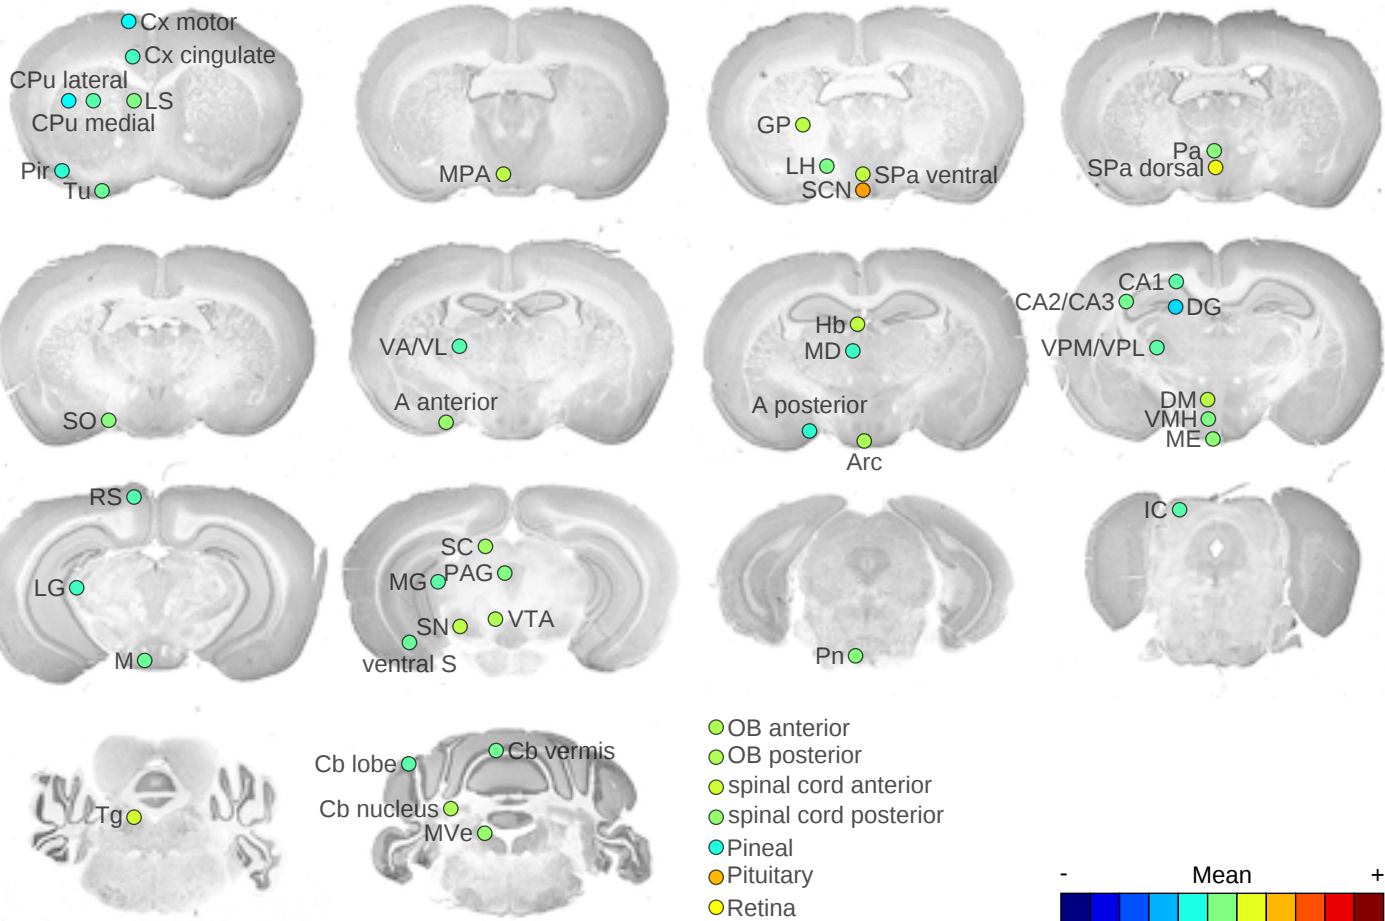 Cx motor
Cx cingulate
CPu lateral
LS
CPu medial
Pir
Tu
MPA
GP
LH
SPa ventral
SCN
Pa
SPa dorsal
SO
VA/VL
A anterior
Hb
MD
A posterior
Arc
CA1
CA2/CA3
DG
VPM/VPL
DM
VMH
ME
RS
LG
M
SC
PAG
MG
VTA
SN
ventral S
Pn
IC
Tg
Cb vermis
Cb lobe
Cb nucleus
MVe
OB anterior
OB posterior
spinal cord anterior
spinal cord posterior
Pineal
Pituitary
Retina
- Mean +